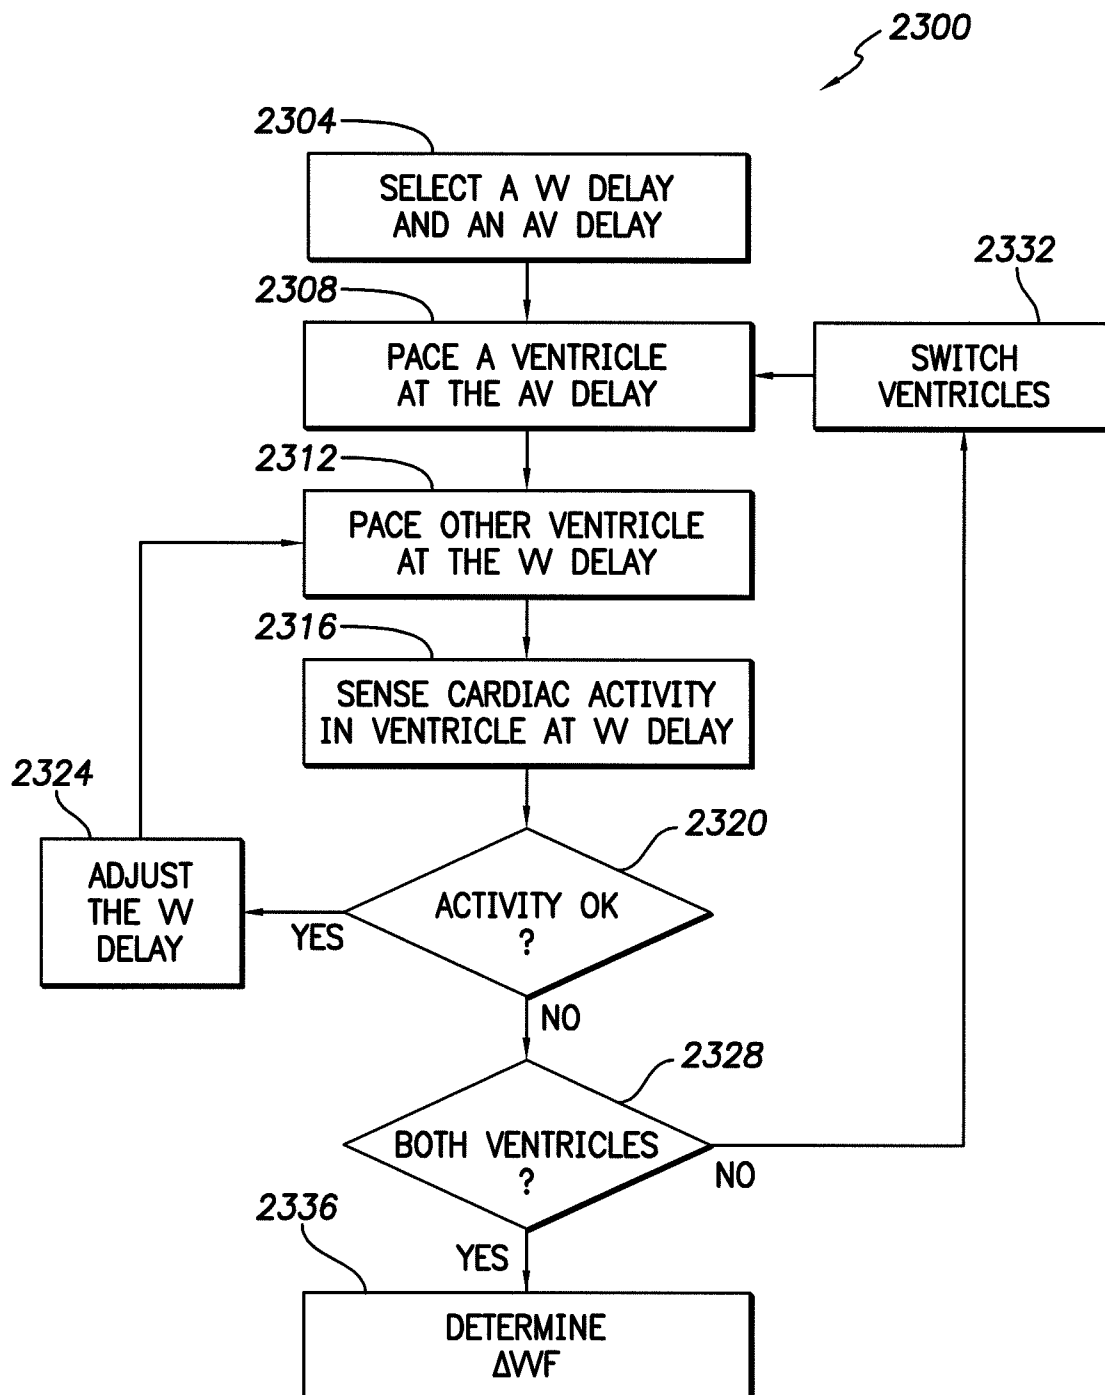 2300
2304
SELECT A VV DELAY
AND AN AV DELAY
2308
PACE A VENTRICLE
AT THE AV DELAY
2332
SWITCH
VENTRICLES
2312
PACE OTHER VENTRICLE
AT THE VV DELAY
2316
SENSE CARDIAC ACTIVITY
IN VENTRICLE AT VV DELAY
2324
ADJUST
THE VV
DELAY
2320
ACTIVITY OK
?
YES
NO
2328
BOTH VENTRICLES
?
NO
YES
2336
DETERMINE
ΔVVF